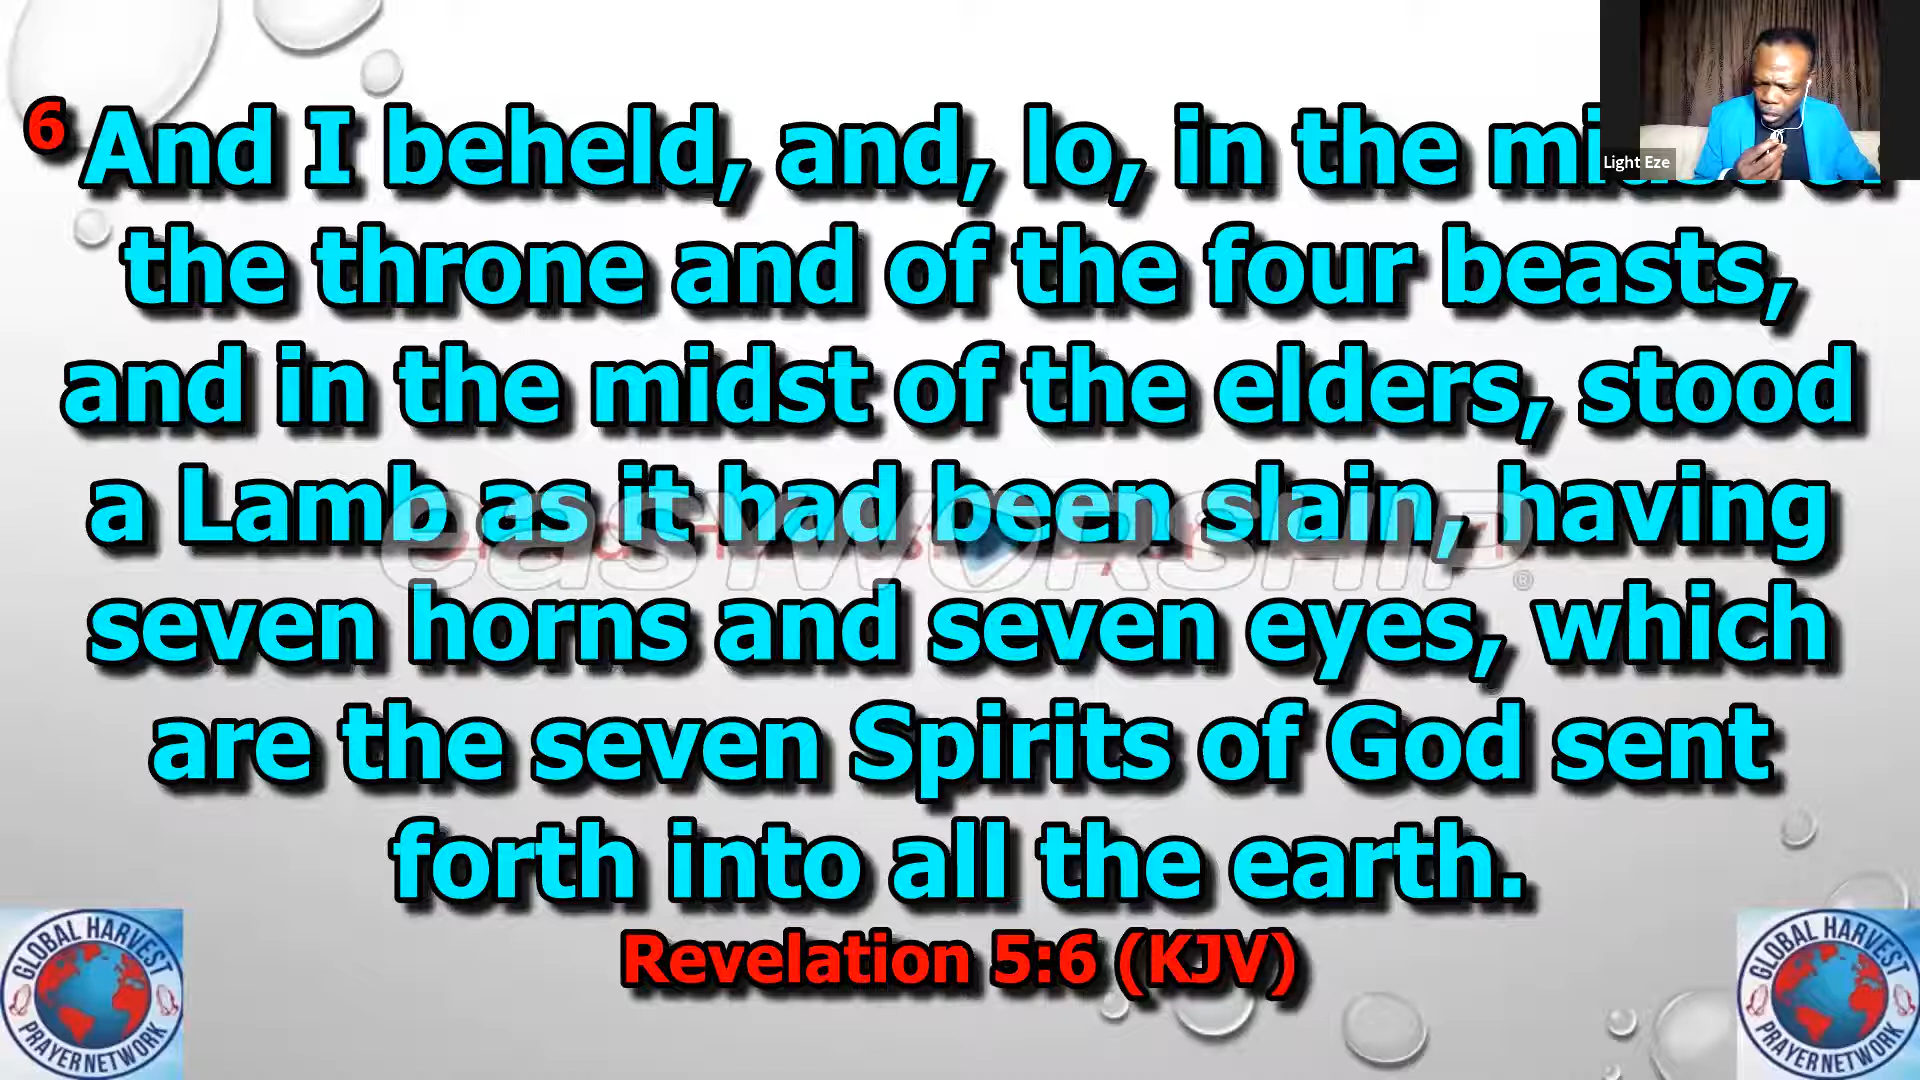 6 And I beheld, and, lo, in the midst of
the throne and of the four beasts,
and in the midst of the elders, stood
a Lamb as it had been slain, having
seven horns and seven eyes, which
are the seven Spirits of God sent
forth into all the earth.
Revelation 5:6 (KJV)
Light Eze
easyworship®
GLOBAL HARVEST
PRAYERNETWORK
GLOBAL HARVEST
PRAYERNETWORK